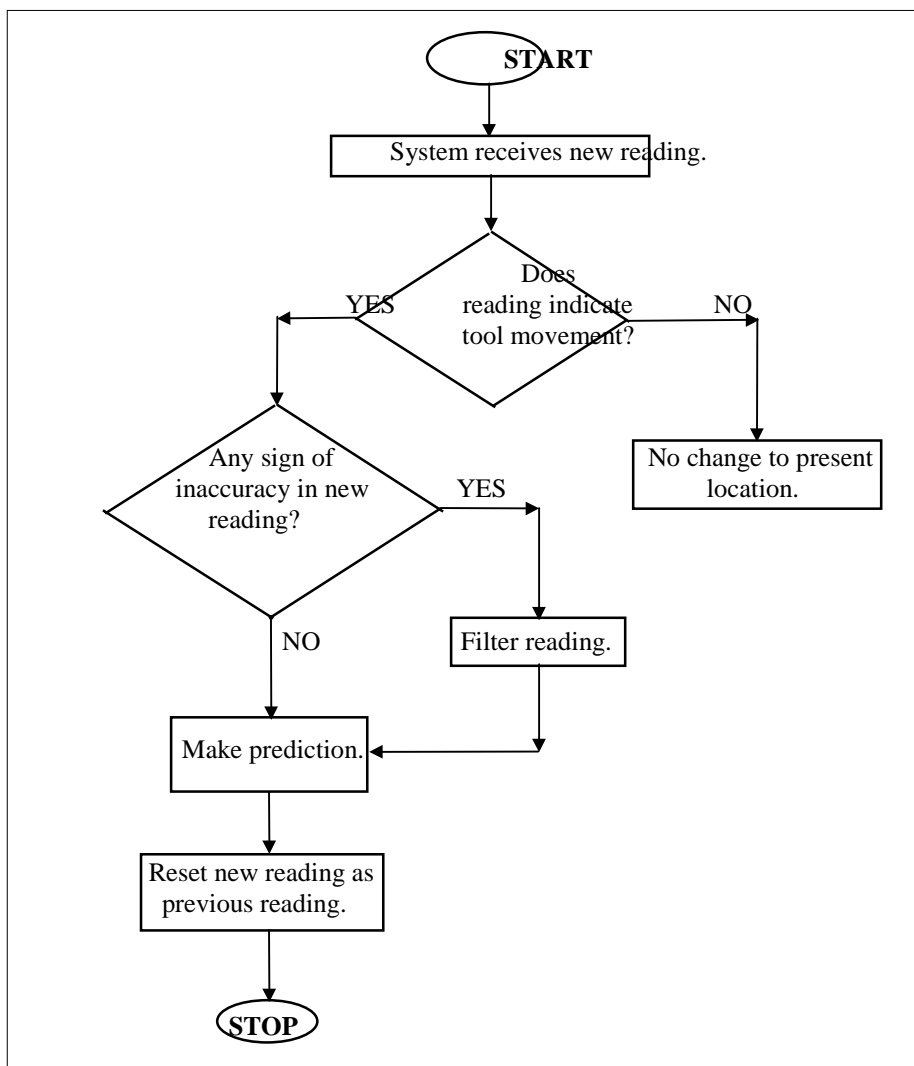 START
System receives new reading.
Does
reading indicate
tool movement?
YES
NO
No change to present
location.
Any sign of
inaccuracy in new
reading?
YES
NO
Filter reading.
Make prediction.
Reset new reading as
previous reading.
STOP